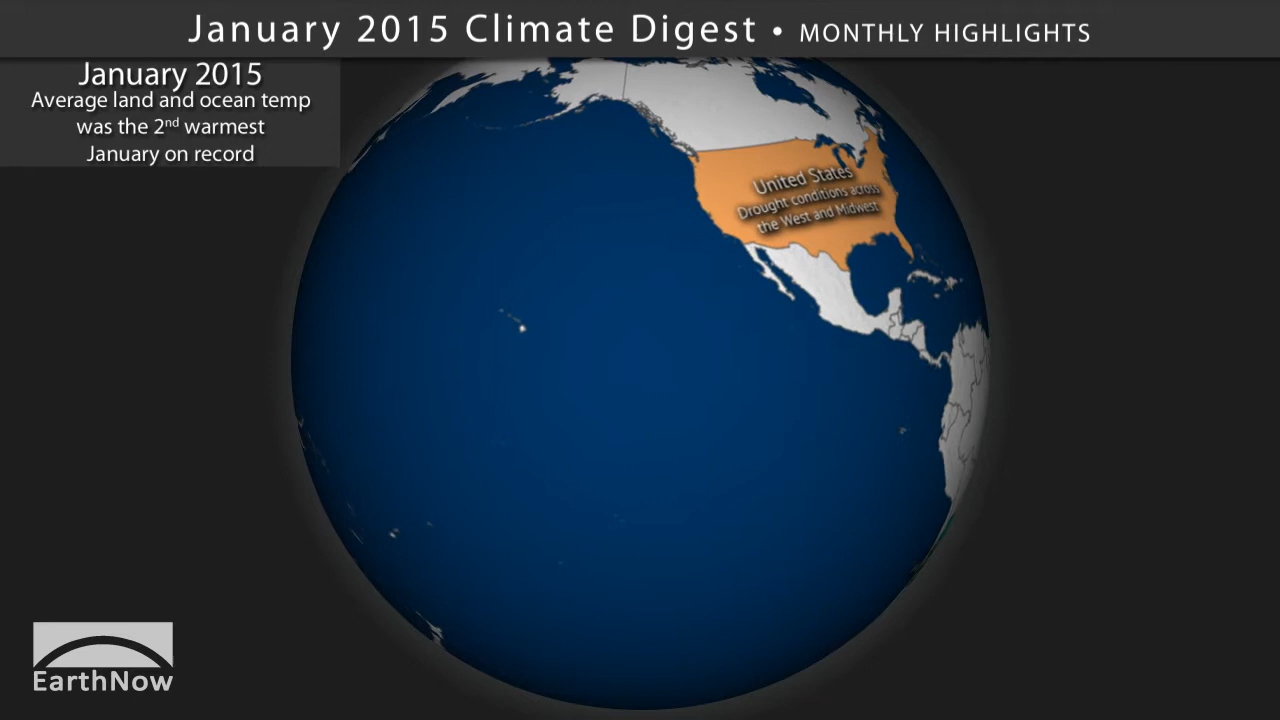 January 2015 Climate Digest • MONTHLY HIGHLIGHTS
January 2015
Average land and ocean temp
was the 2nd warmest
January on record
United States
Drought conditions across
the West and Midwest
EarthNow